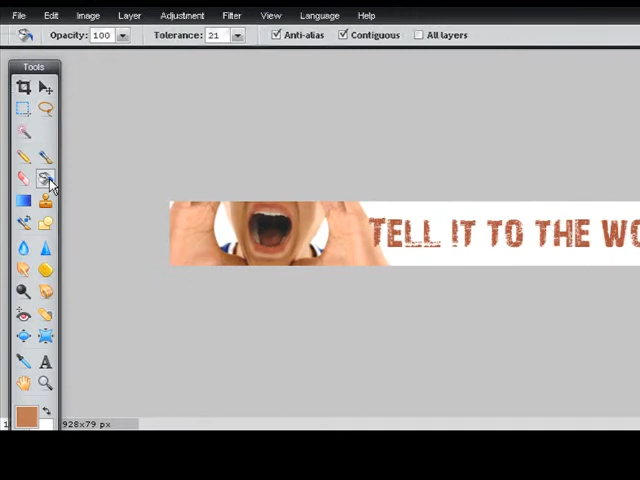 File Edit Image Layer Adjustment Filter View Language Help
Opacity: 100 Tolerance: 21 Anti-alias Contiguous All layers
Tools
TELL IT TO THE WO
A
1
928x79 px